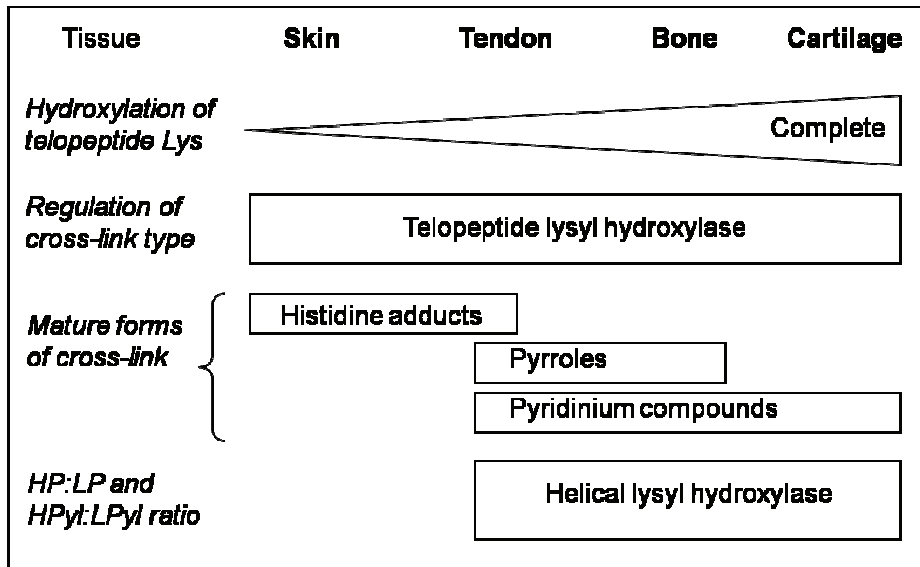 Tissue Skin Tendon Bone Cartilage
Hydroxylation of
telopeptide Lys
Complete
Regulation of
cross-link type
Telopeptide lysyl hydroxylase
Mature forms
of cross-link
Histidine adducts
Pyrroles
Pyridinium compounds
HP:LP and
HPyl:LPyl ratio
Helical lysyl hydroxylase